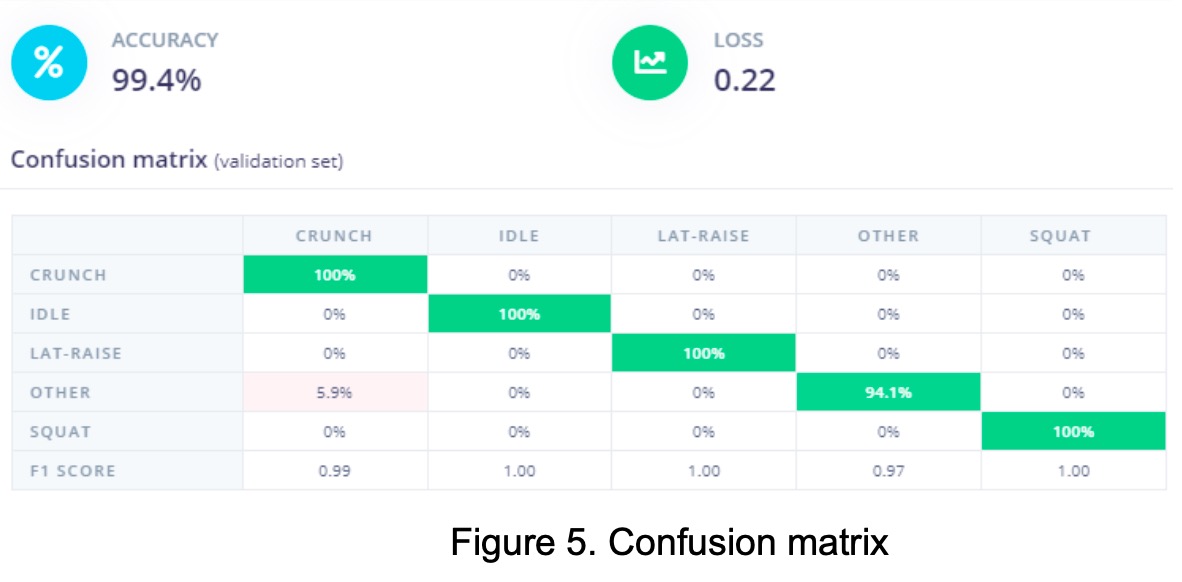 % ACCURACY LOSS
99.4% 0.22
Confusion matrix (validation set)
CRUNCH IDLE LAT-RAISE OTHER SQUAT
CRUNCH 100% 0% 0% 0% 0%
IDLE 0% 100% 0% 0% 0%
LAT-RAISE 0% 0% 100% 0% 0%
OTHER 5.9% 0% 0% 94.1% 0%
SQUAT 0% 0% 0% 0% 100%
F1 SCORE 0.99 1.00 1.00 0.97 1.00
Figure 5. Confusion matrix